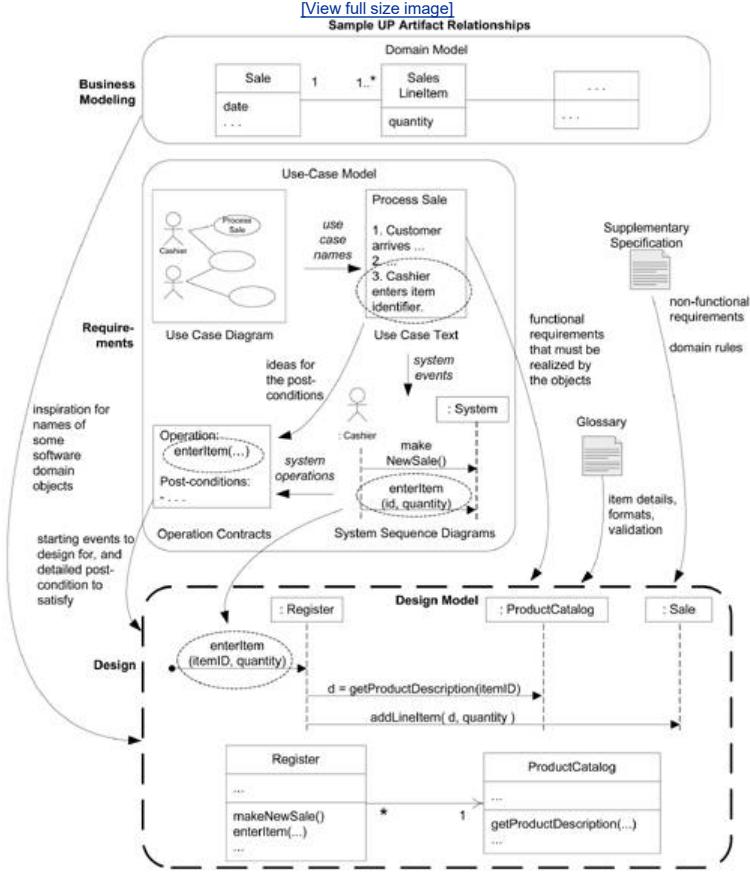 [View full size image]
Sample UP Artifact Relationships
Domain Model
Business
Modeling
Sale
date
. . .
1
1..*
Sales
LineItem
quantity
. . .
. . .
Use-Case Model
Require-
ments
Process
Sale
Cashier
Use Case Diagram
use
case
names
Process Sale
1. Customer
arrives ...
2. ...
3. Cashier
enters item
identifier.
Use Case Text
Supplementary
Specification
non-functional
requirements
domain rules
functional
requirements
that must be
realized by
the objects
ideas for
the post-
conditions
system
events
inspiration for
names of
some
software
domain
objects
Operation:
enterItem(…)
Post-conditions:
- . . .
Operation Contracts
system
operations
: Cashier
: System
make
NewSale()
enterItem
(id, quantity)
System Sequence Diagrams
Glossary
item details,
formats,
validation
starting events to
design for, and
detailed post-
condition to
satisfy
Design
Design Model
: Register
: ProductCatalog
: Sale
enterItem
(itemID, quantity)
d = getProductDescription(itemID)
addLineItem( d, quantity )
Register
...
makeNewSale()
enterItem(...)
...
*
1
ProductCatalog
...
getProductDescription(...)
...